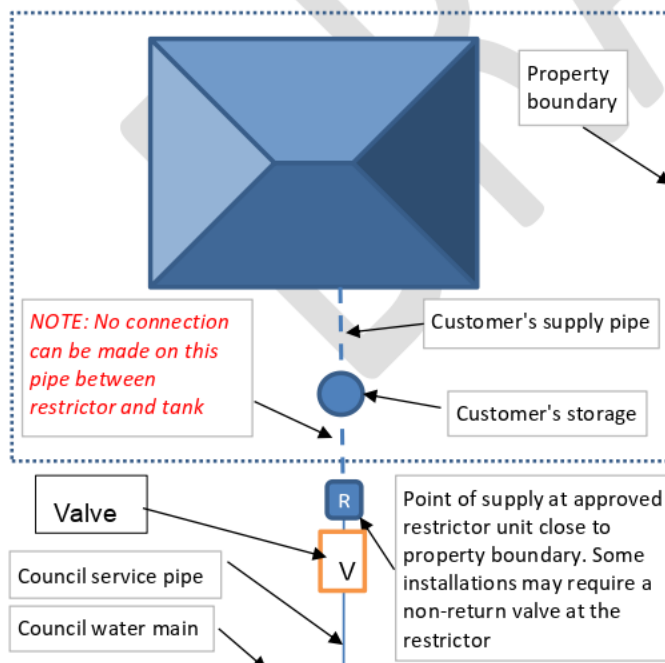 Property
boundary
NOTE: No connection
can be made on this
pipe between
restrictor and tank
Customer's supply pipe
Customer's storage
R
Valve
V
Point of supply at approved
restrictor unit close to
property boundary. Some
installations may require a
non-return valve at the
restrictor
Council service pipe
Council water main